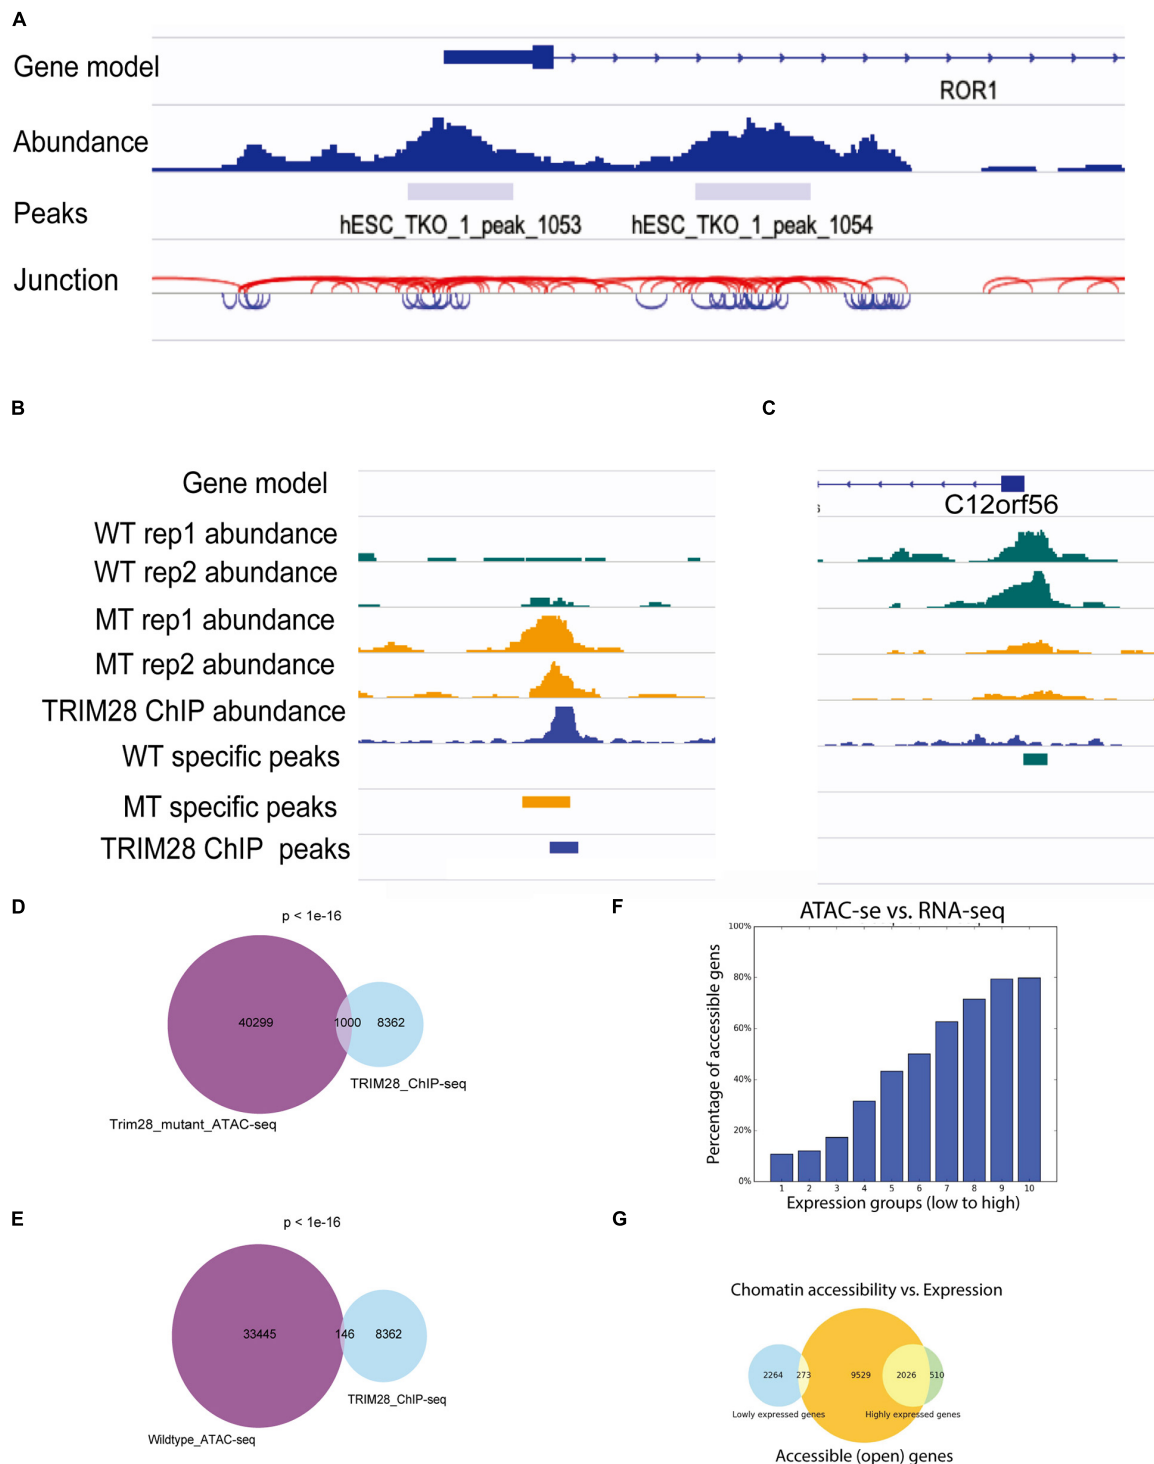 A
Gene model
ROR1
Abundance
Peaks
hESC_TKO_1_peak_1053
hESC_TKO_1_peak_1054
Junction
B
C
Gene model
C12orf56
WT rep1 abundance
WT rep2 abundance
MT rep1 abundance
MT rep2 abundance
TRIM28 ChIP abundance
WT specific peaks
MT specific peaks
TRIM28 ChIP peaks
D
p < 1e-16
40299
1000
8362
TRIM28_ChIP-seq
Trim28_mutant_ATAC-seq
E
p < 1e-16
33445
146
8362
TRIM28_ChIP-seq
Wildtype_ATAC-seq
F
ATAC-se vs. RNA-seq
Percentage of accessible gens
100%
80%
60%
40%
20%
0%
1 2 3 4 5 6 7 8 9 10
Expression groups (low to high)
G
Chromatin accessibility vs. Expression
2264
273
9529
2026
510
Lowly expressed genes
Highly expressed genes
Accessible (open) genes